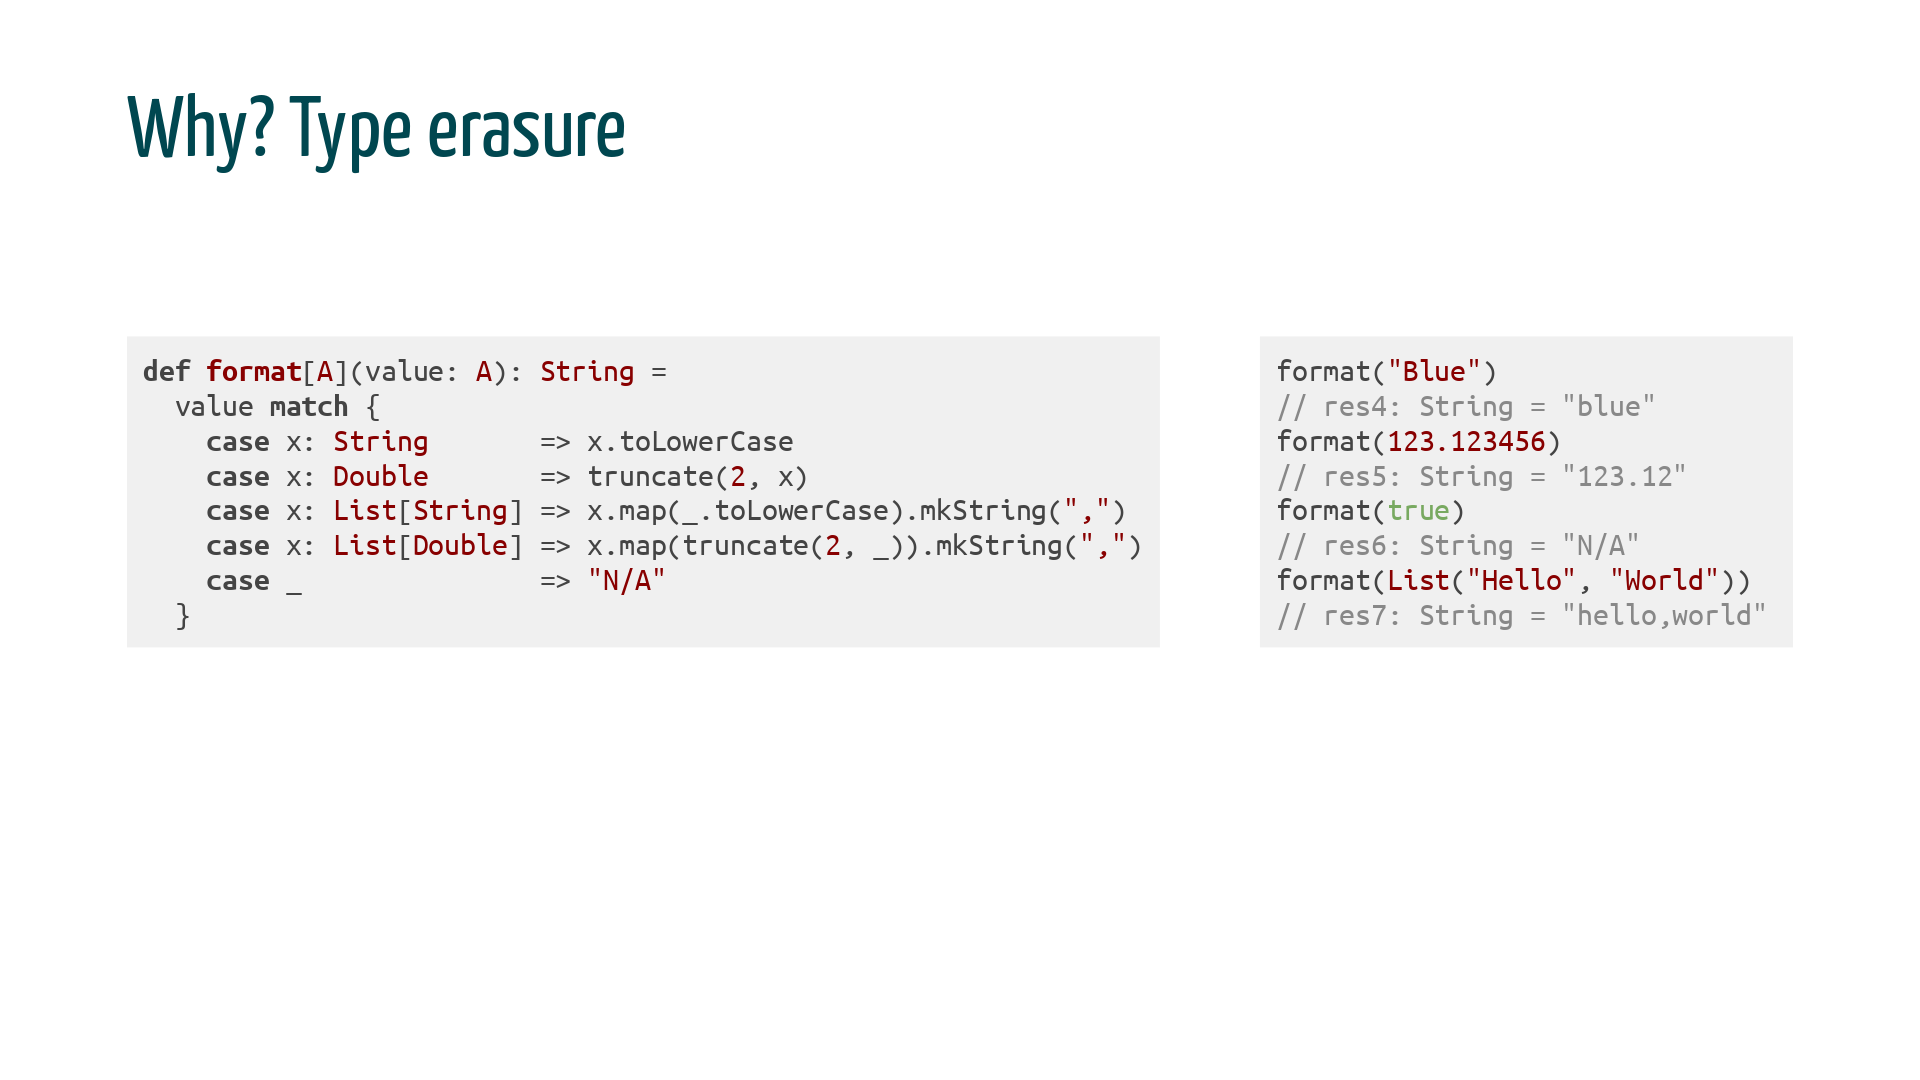 Why? Type erasure
def format[A](value: A): String =
  value match {
    case x: String       => x.toLowerCase
    case x: Double       => truncate(2, x)
    case x: List[String] => x.map(_.toLowerCase).mkString(",")
    case x: List[Double] => x.map(truncate(2, _)).mkString(",")
    case _               => "N/A"
  }
format("Blue")
// res4: String = "blue"
format(123.123456)
// res5: String = "123.12"
format(true)
// res6: String = "N/A"
format(List("Hello", "World"))
// res7: String = "hello,world"